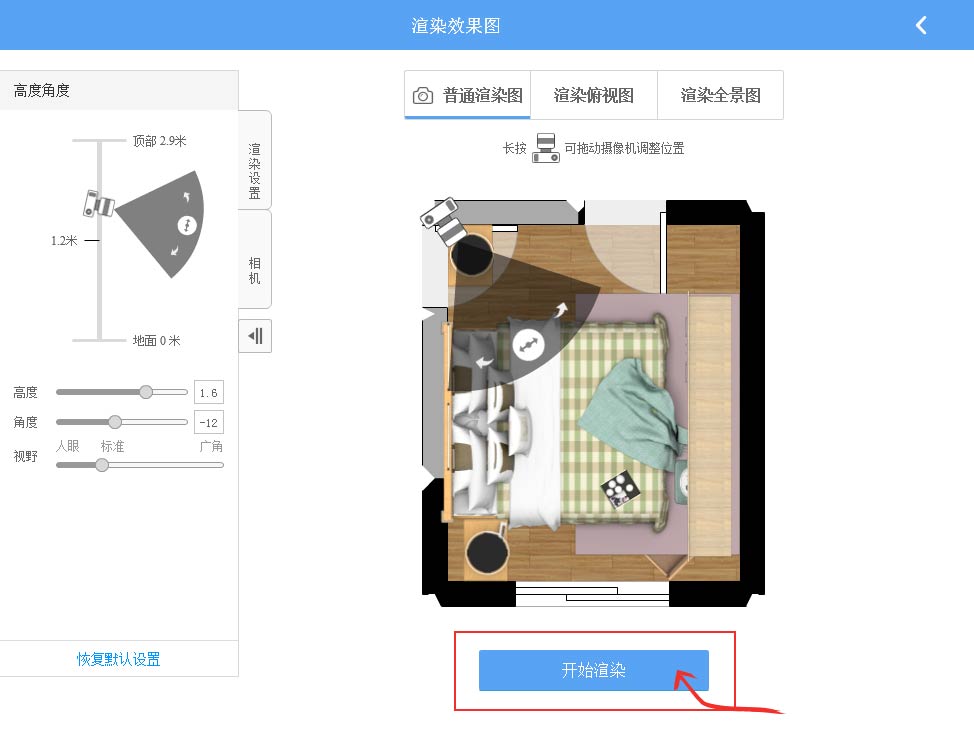 渲染效果图
高度角度
顶部 2.9米
1.2米
地面 0 米
高度 1.6
角度 -12
人眼 标准 广角
视野
恢复默认设置
渲染设置
相机
普通渲染图 渲染俯视图 渲染全景图
长按 可拖动摄像机调整位置
开始渲染